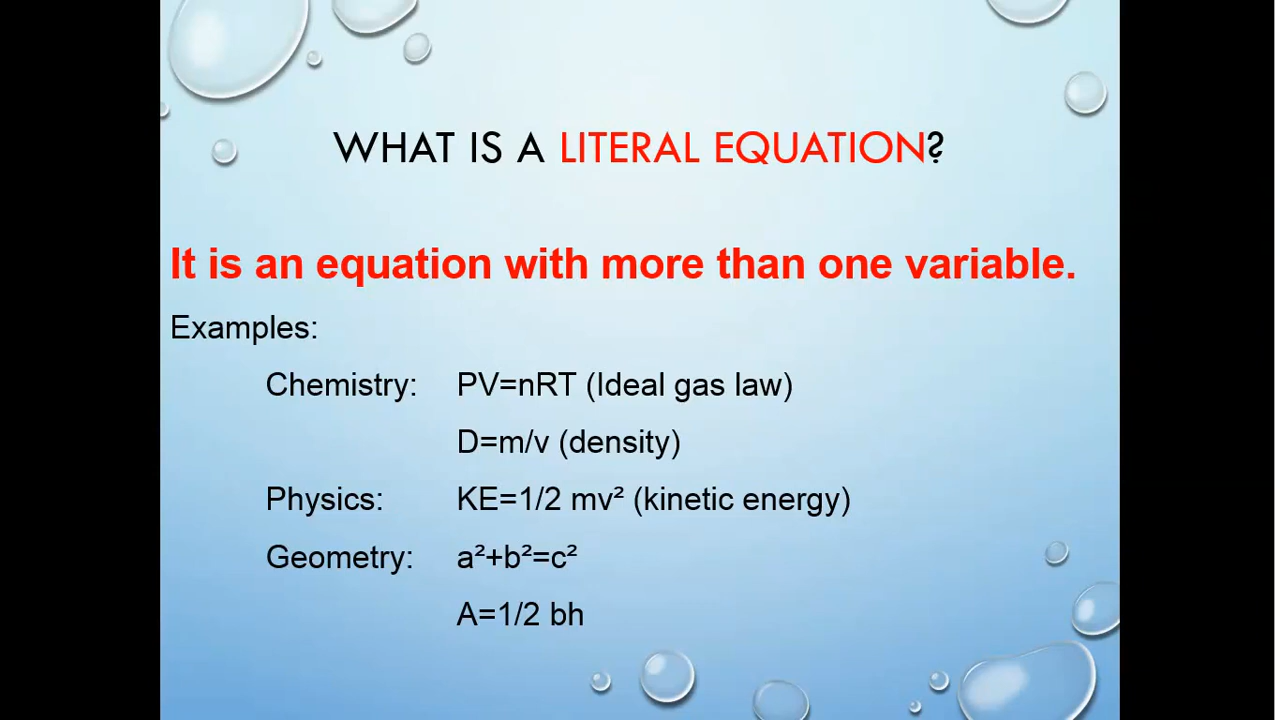 WHAT IS A LITERAL EQUATION?
It is an equation with more than one variable.
Examples:
Chemistry: PV=nRT (Ideal gas law)
D=m/v (density)
Physics: KE=1/2 mv² (kinetic energy)
Geometry: a²+b²=c²
A=1/2 bh